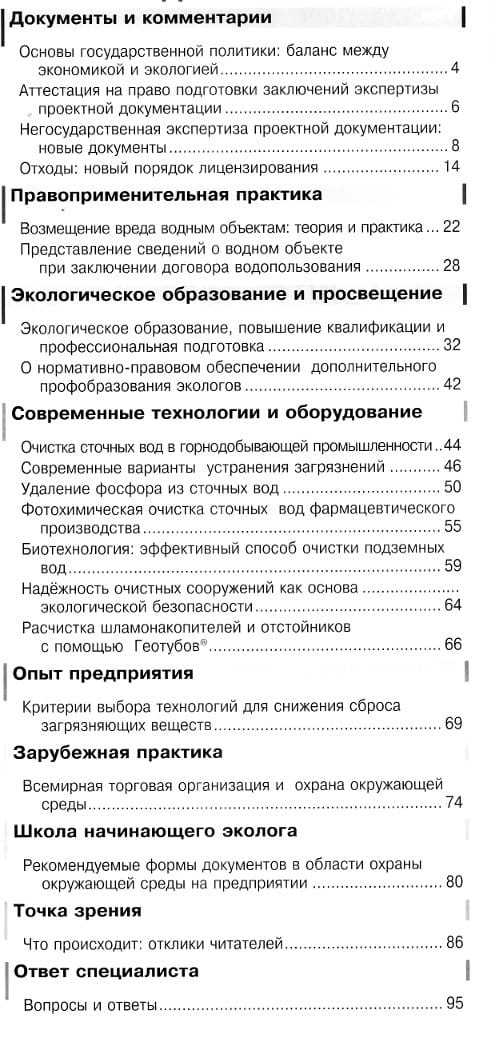 Документы и комментарии
Основы государственной политики: баланс между
экономикой и экологией............................................... 4
Аттестация на право подготовки заключений экспертизы
проектной документации .............................................. 6
Негосударственная экспертиза проектной документации:
новые документы.......................................................... 8
Отходы: новый порядок лицензирования ........................ 14
Правоприменительная практика
Возмещение вреда водным объектам: теория и практика ... 22
Представление сведений о водном объекте
при заключении договора водопользования ................ 28
Экологическое образование и просвещение
Экологическое образование, повышение квалификации и
профессиональная подготовка ..................................... 32
О нормативно-правовом обеспечении дополнительного
профобразования экологов ......................................... 42
Современные технологии и оборудование
Очистка сточных вод в горнодобывающей промышленности..44
Современные варианты устранения загрязнений ........... 46
Удаление фосфора из сточных вод ................................. 50
Фотохимическая очистка сточных вод фармацевтического
производства ............................................................... 55
Биотехнология: эффективный способ очистки подземных
вод................................................................................ 59
Надёжность очистных сооружений как основа .....................
экологической безопасности ........................................ 64
Расчистка шламонакопителей и отстойников
с помощью Геотубов®................................................... 66
Опыт предприятия
Критерии выбора технологий для снижения сброса
загрязняющих веществ................................................. 69
Зарубежная практика
Всемирная торговая организация и охрана окружающей
среды............................................................................ 74
Школа начинающего эколога
Рекомендуемые формы документов в области охраны
окружающей среды на предприятии ............................ 80
Точка зрения
Что происходит: отклики читателей................................... 86
Ответ специалиста
Вопросы и ответы............................................................. 95